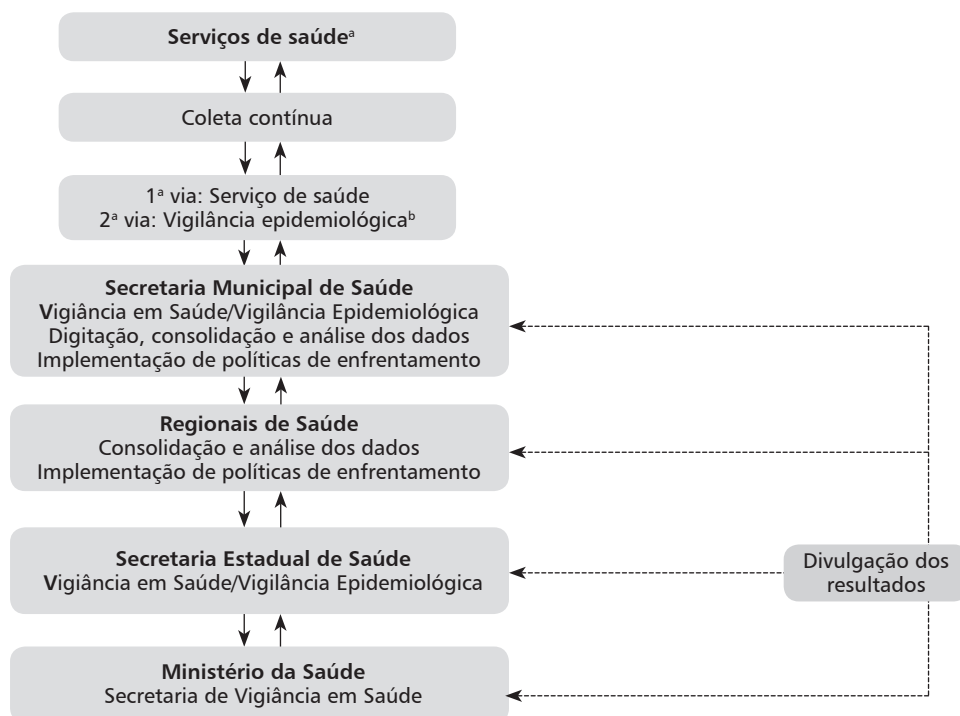 Serviços de saúdeᵃ
Coleta contínua
1ª via: Serviço de saúde
2ª via: Vigilância epidemiológicaᵇ
Secretaria Municipal de Saúde
Vigiância em Saúde/Vigilância Epidemiológica
Digitação, consolidação e análise dos dados
Implementação de políticas de enfrentamento
Regionais de Saúde
Consolidação e análise dos dados
Implementação de políticas de enfrentamento
Secretaria Estadual de Saúde
Vigiância em Saúde/Vigilância Epidemiológica
Divulgação dos
resultados
Ministério da Saúde
Secretaria de Vigiância em Saúde